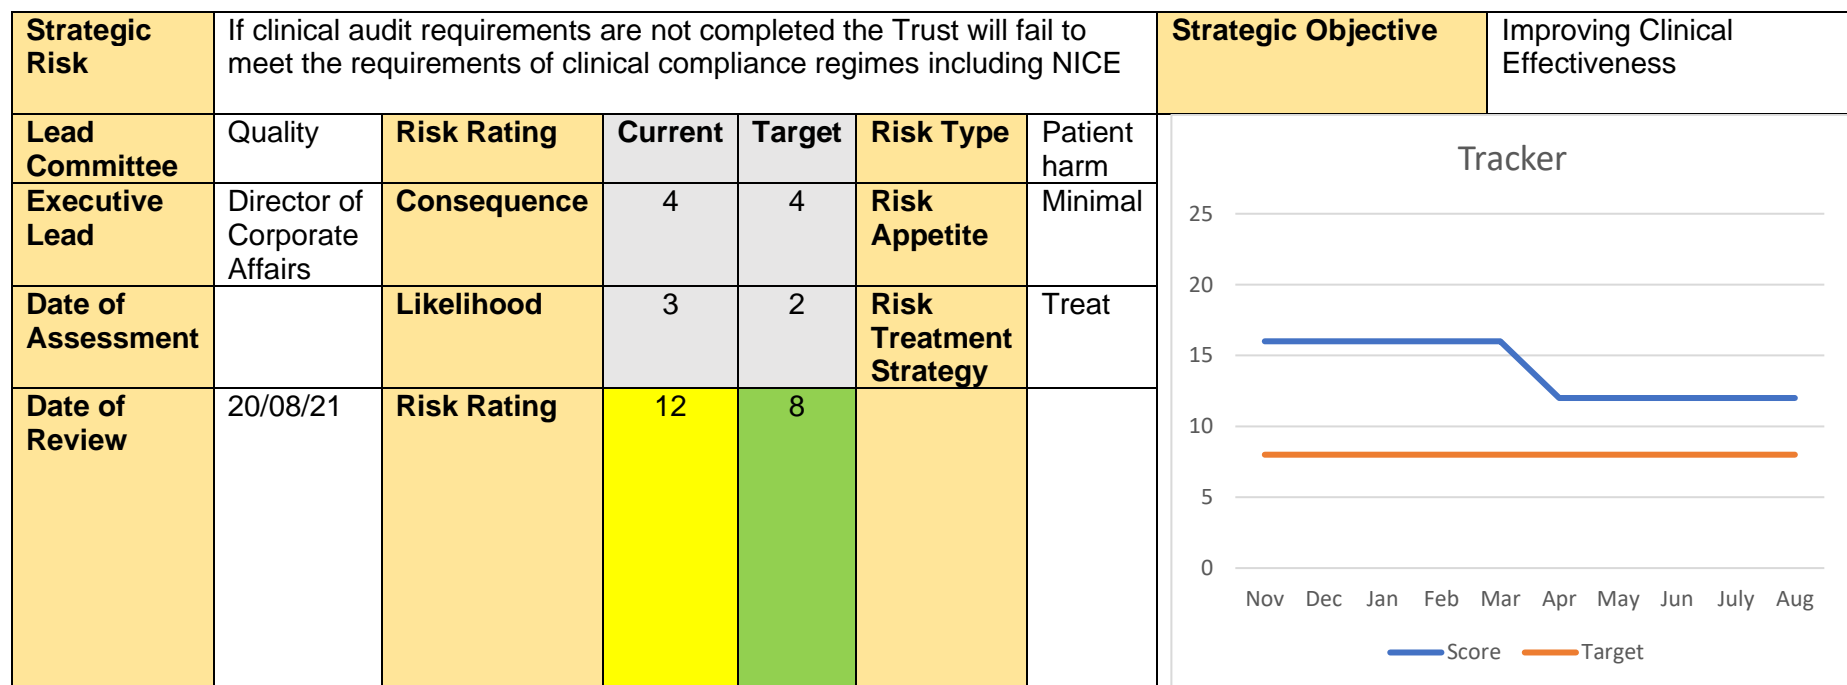 Strategic
Risk
If clinical audit requirements are not completed the Trust will fail to
meet the requirements of clinical compliance regimes including NICE
Strategic Objective
Improving Clinical
Effectiveness
Lead
Committee
Quality
Risk Rating
Current
Target
Risk Type
Patient
harm
Executive
Lead
Director of
Corporate
Affairs
Consequence
4
4
Risk
Appetite
Minimal
Date of
Assessment
Likelihood
3
2
Risk
Treatment
Strategy
Treat
Date of
Review
20/08/21
Risk Rating
12
8
Tracker
25
20
15
10
5
0
Nov Dec Jan Feb Mar Apr May Jun July Aug
Score Target